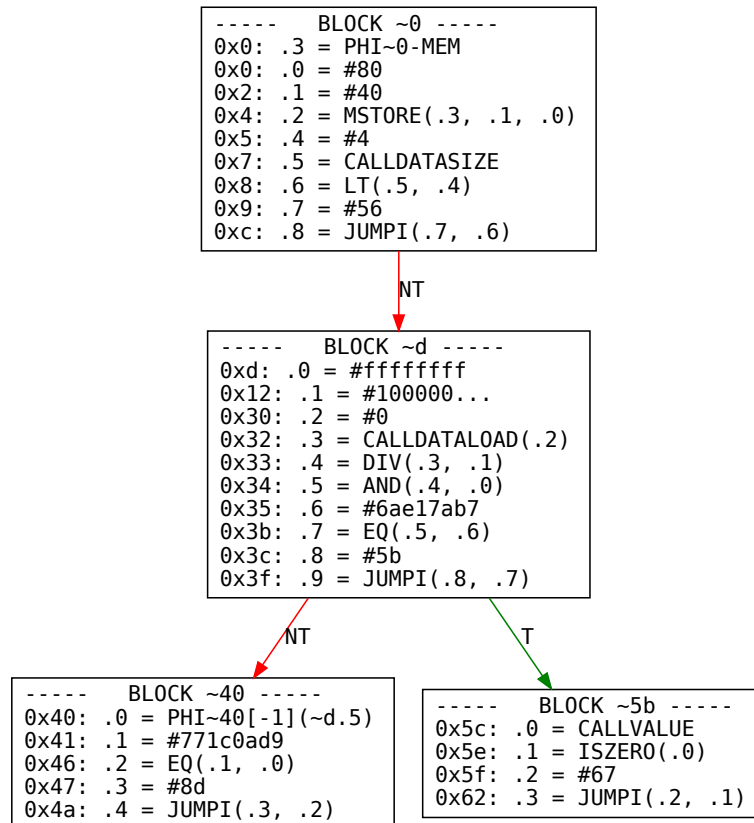 -----   BLOCK ~0 -----
0x0: .3 = PHI~0-MEM
0x0: .0 = #80
0x2: .1 = #40
0x4: .2 = MSTORE(.3, .1, .0)
0x5: .4 = #4
0x7: .5 = CALLDATASIZE
0x8: .6 = LT(.5, .4)
0x9: .7 = #56
0xc: .8 = JUMPI(.7, .6)
NT
-----   BLOCK ~d -----
0xd: .0 = #ffffffff
0x12: .1 = #100000...
0x30: .2 = #0
0x32: .3 = CALLDATALOAD(.2)
0x33: .4 = DIV(.3, .1)
0x34: .5 = AND(.4, .0)
0x35: .6 = #6ae17ab7
0x3b: .7 = EQ(.5, .6)
0x3c: .8 = #5b
0x3f: .9 = JUMPI(.8, .7)
NT
T
-----   BLOCK ~40 -----
0x40: .0 = PHI~40[-1](~d.5)
0x41: .1 = #771c0ad9
0x46: .2 = EQ(.1, .0)
0x47: .3 = #8d
0x4a: .4 = JUMPI(.3, .2)
-----   BLOCK ~5b -----
0x5c: .0 = CALLVALUE
0x5e: .1 = ISZERO(.0)
0x5f: .2 = #67
0x62: .3 = JUMPI(.2, .1)